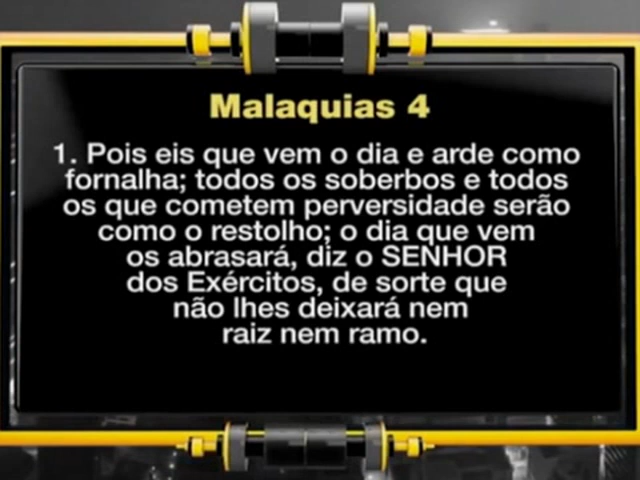 Malaquias 4
1. Pois eis que vem o dia e arde como
fornalha; todos os soberbos e todos
os que cometem perversidade serão
como o restolho; o dia que vem
os abrasará, diz o SENHOR
dos Exércitos, de sorte que
não lhes deixará nem
raiz nem ramo.